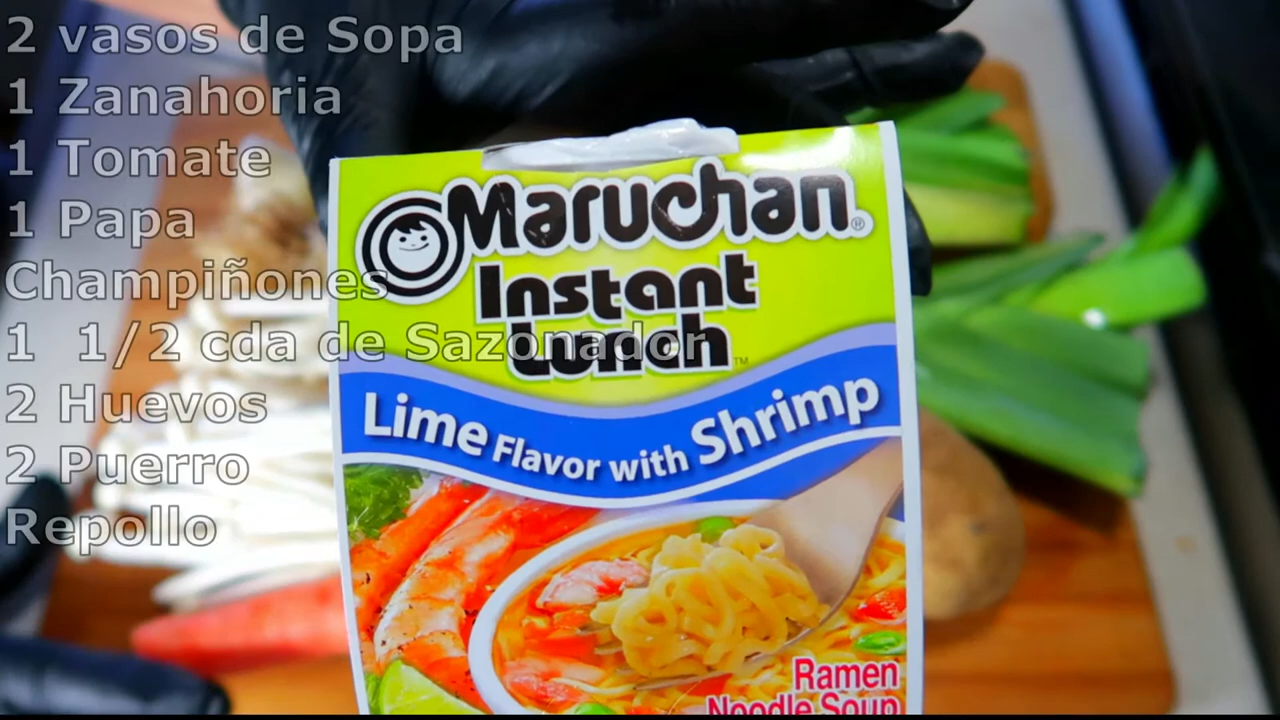 2 vasos de Sopa
1 Zanahoria
1 Tomate
1 Papa
Champiñones
1 1/2 cda de Sazonador
2 Huevos
2 Puerro
Repollo
Maruchan®
Instant
Lunch™
Lime Flavor with Shrimp
Ramen
Noodle Soup